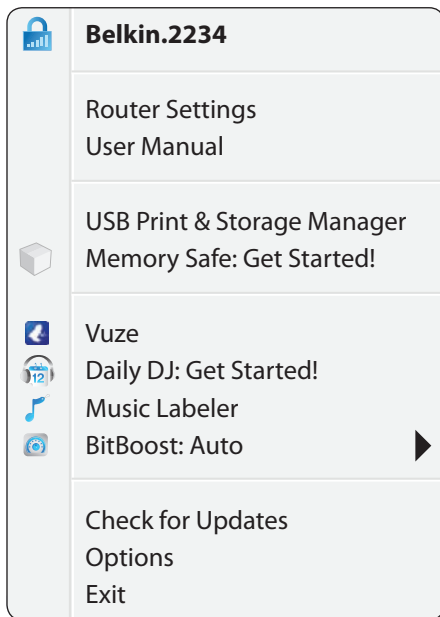 Belkin.2234
Router Settings
User Manual
USB Print & Storage Manager
Memory Safe: Get Started!
Vuze
12
Daily DJ: Get Started!
Music Labeler
BitBoost: Auto
Check for Updates
Options
Exit